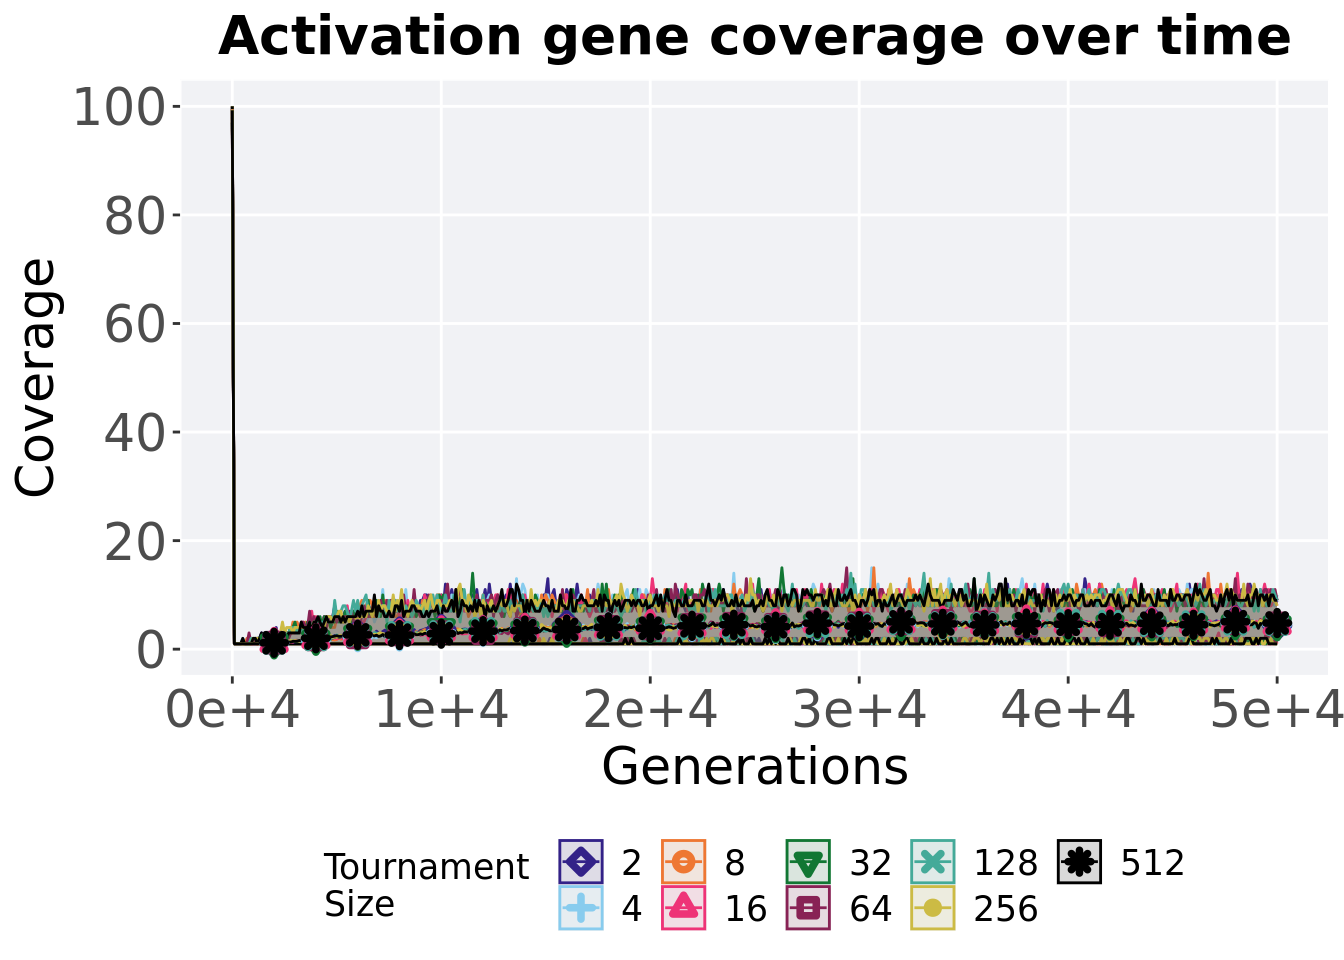 Activation gene coverage over time
Coverage
100
80
60
40
20
0
0e+4 1e+4 2e+4 3e+4 4e+4 5e+4
Generations
Tournament
Size
2 8 32 128 512
4 16 64 256